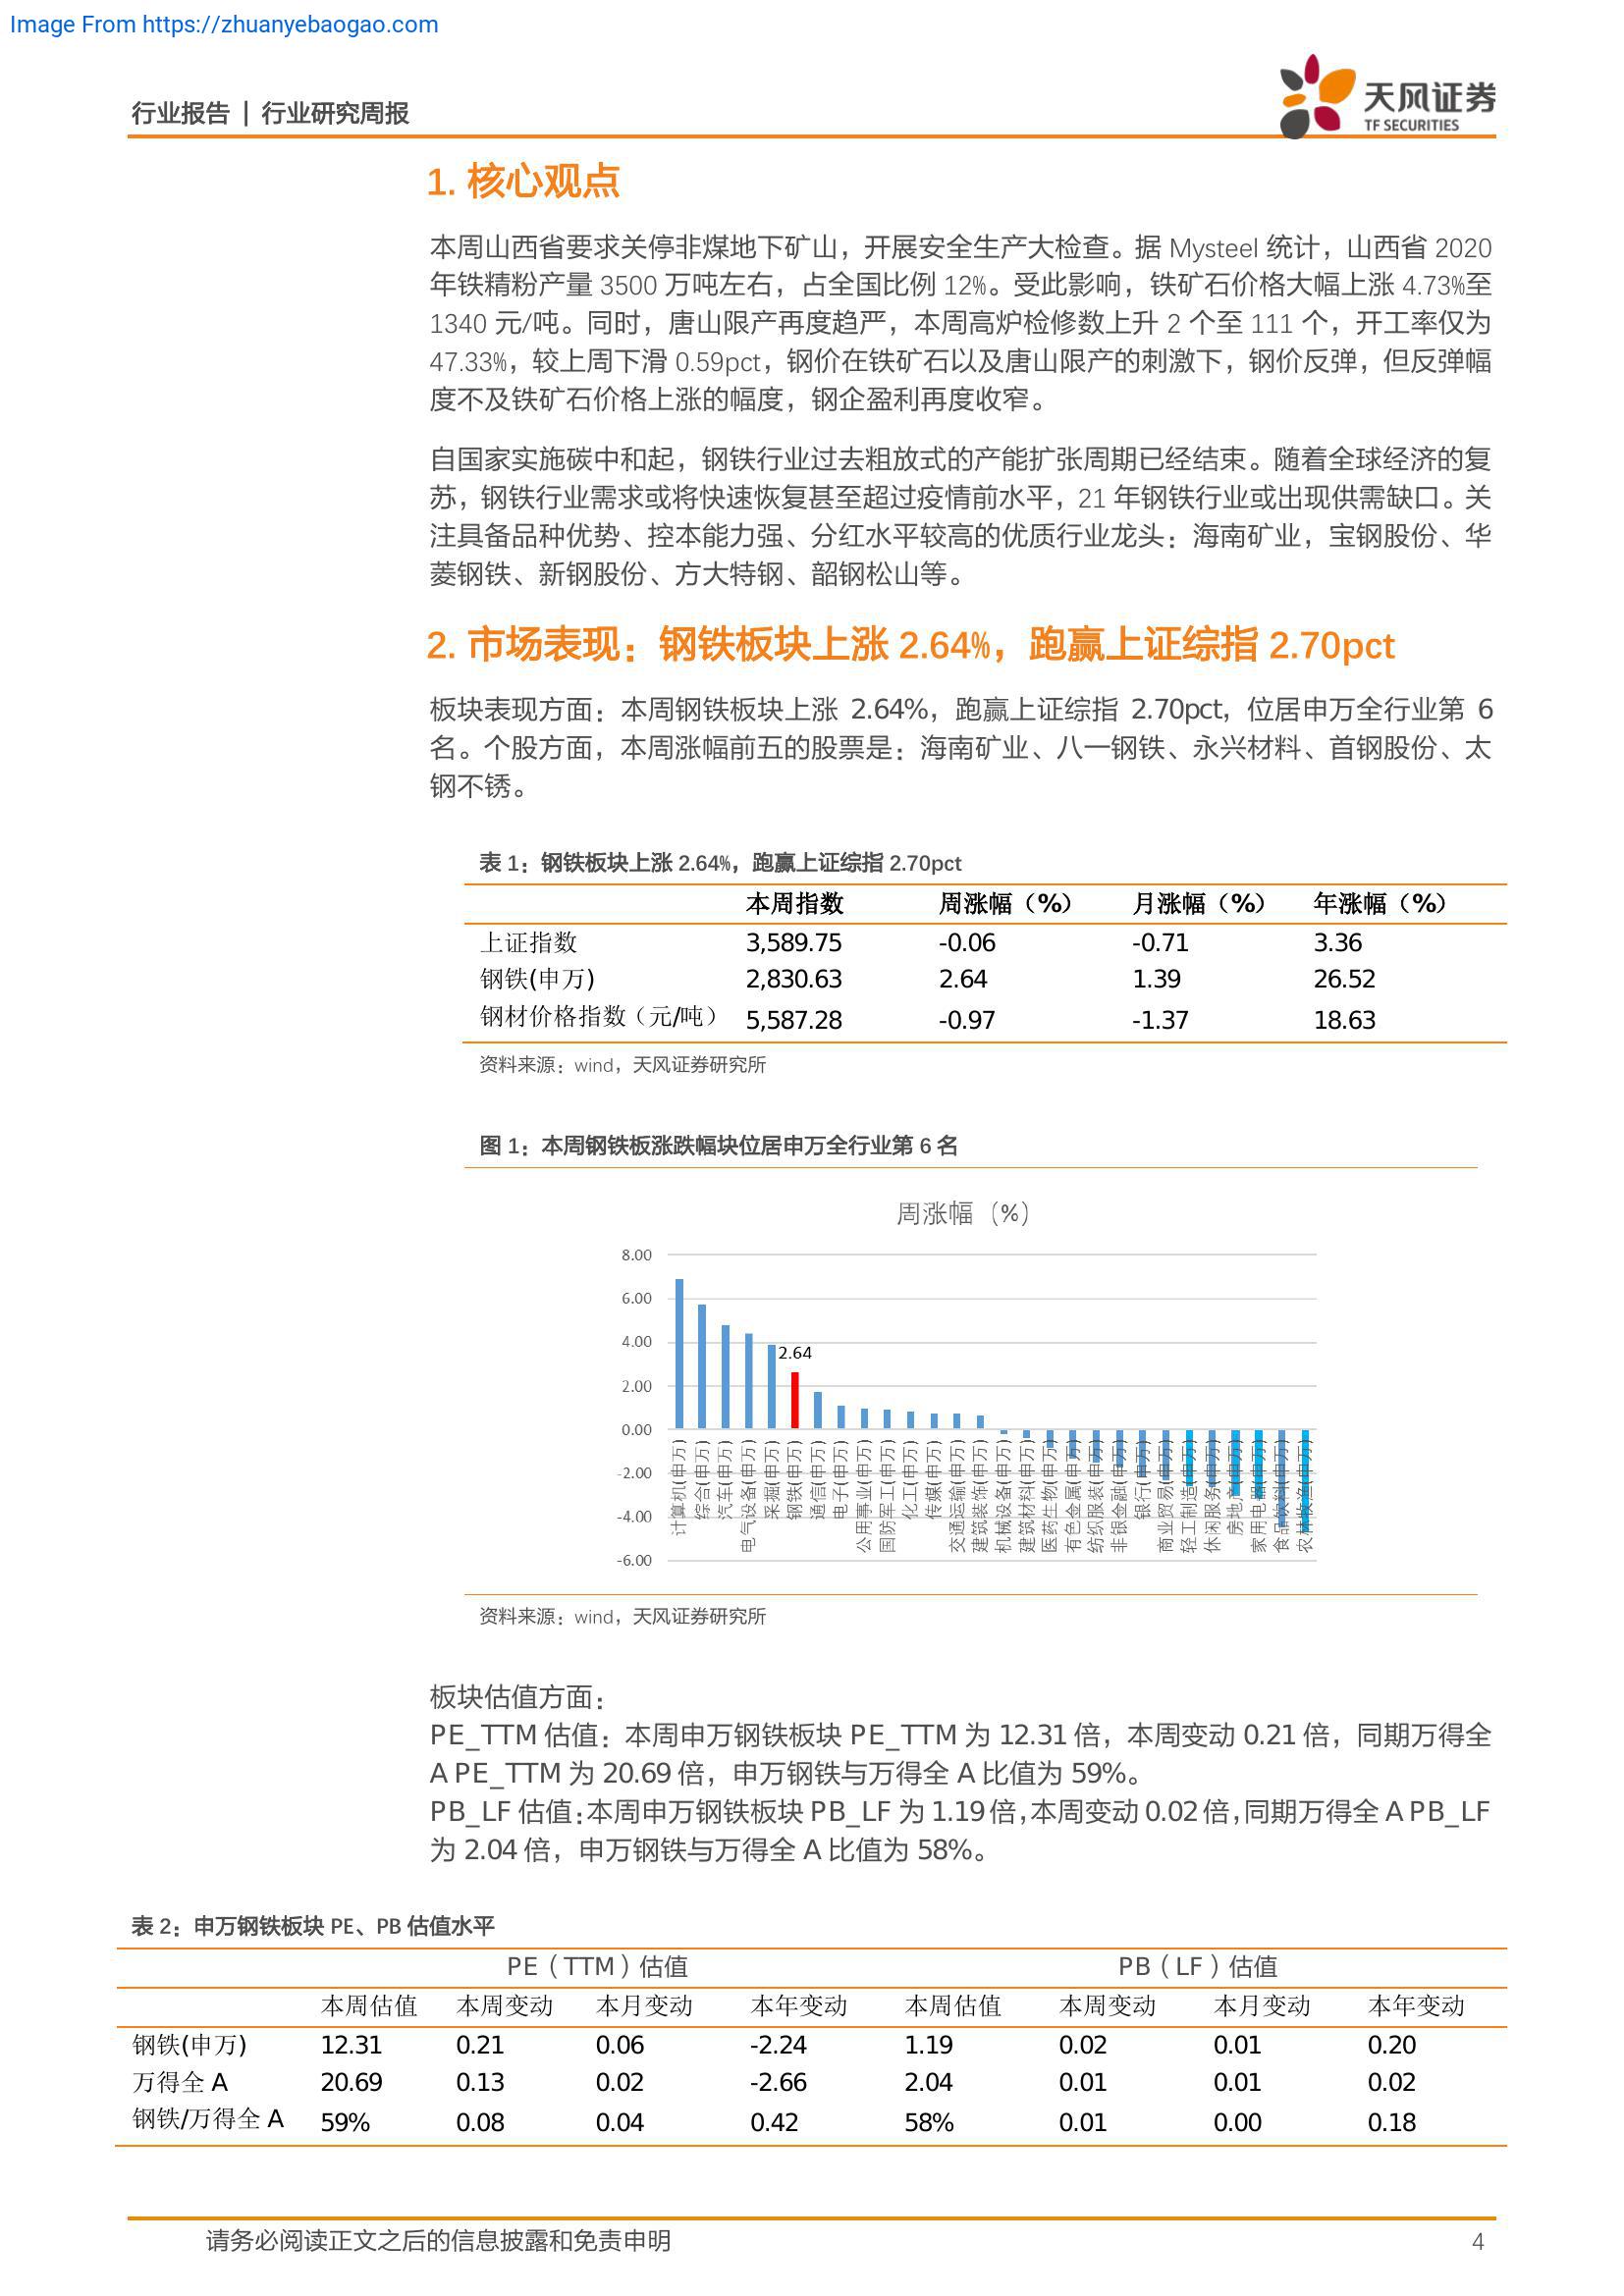 Image From https://zhuanyebaogao.com
行业报告 | 行业研究周报
天风证券
TF SECURITIES
1. 核心观点
本周山西省要求关停非煤地下矿山，开展安全生产大检查。据 Mysteel 统计，山西省 2020
年铁精粉产量 3500 万吨左右，占全国比例 12%。受此影响，铁矿石价格大幅上涨 4.73%至
1340 元/吨。同时，唐山限产再度趋严，本周高炉检修数上升 2 个至 111 个，开工率仅为
47.33%，较上周下滑 0.59pct，钢价在铁矿石以及唐山限产的刺激下，钢价反弹，但反弹幅
度不及铁矿石价格上涨的幅度，钢企盈利再度收窄。
自国家实施碳中和起，钢铁行业过去粗放式的产能扩张周期已经结束。随着全球经济的复
苏，钢铁行业需求或将快速恢复甚至超过疫情前水平，21 年钢铁行业或出现供需缺口。关
注具备品种优势、控本能力强、分红水平较高的优质行业龙头：海南矿业，宝钢股份、华
菱钢铁、新钢股份、方大特钢、韶钢松山等。
2. 市场表现：钢铁板块上涨 2.64%，跑赢上证综指 2.70pct
板块表现方面：本周钢铁板块上涨 2.64%，跑赢上证综指 2.70pct，位居申万全行业第 6
名。个股方面，本周涨幅前五的股票是：海南矿业、八一钢铁、永兴材料、首钢股份、太
钢不锈。
表 1：钢铁板块上涨 2.64%，跑赢上证综指 2.70pct
本周指数 周涨幅（%） 月涨幅（%） 年涨幅（%）
上证指数 3,589.75 -0.06 -0.71 3.36
钢铁(申万) 2,830.63 2.64 1.39 26.52
钢材价格指数（元/吨） 5,587.28 -0.97 -1.37 18.63
资料来源：wind，天风证券研究所
图 1：本周钢铁板涨跌幅块位居申万全行业第 6 名
周涨幅（%）
8.00
6.00
4.00
2.64
2.00
0.00
-2.00
-4.00
-6.00
计算机(申万)
综合(申万)
汽车(申万)
电气设备(申万)
采掘(申万)
钢铁(申万)
通信(申万)
电子(申万)
公用事业(申万)
国防军工(申万)
化工(申万)
传媒(申万)
交通运输(申万)
建筑装饰(申万)
机械设备(申万)
建筑材料(申万)
医药生物(申万)
有色金属(申万)
纺织服装(申万)
非银金融(申万)
银行(申万)
商业贸易(申万)
轻工制造(申万)
休闲服务(申万)
房地产(申万)
家用电器(申万)
食品饮料(申万)
农林牧渔(申万)
资料来源：wind，天风证券研究所
板块估值方面：
PE_TTM 估值：本周申万钢铁板块 PE_TTM 为 12.31 倍，本周变动 0.21 倍，同期万得全
A PE_TTM 为 20.69 倍，申万钢铁与万得全 A 比值为 59%。
PB_LF 估值：本周申万钢铁板块 PB_LF 为 1.19 倍，本周变动 0.02 倍，同期万得全 A PB_LF
为 2.04 倍，申万钢铁与万得全 A 比值为 58%。
表 2：申万钢铁板块 PE、PB 估值水平
PE（TTM）估值 PB（LF）估值
本周估值 本周变动 本月变动 本年变动 本周估值 本周变动 本月变动 本年变动
钢铁(申万) 12.31 0.21 0.06 -2.24 1.19 0.02 0.01 0.20
万得全 A 20.69 0.13 0.02 -2.66 2.04 0.01 0.01 0.02
钢铁/万得全 A 59% 0.08 0.04 0.42 58% 0.01 0.00 0.18
请务必阅读正文之后的信息披露和免责申明 4